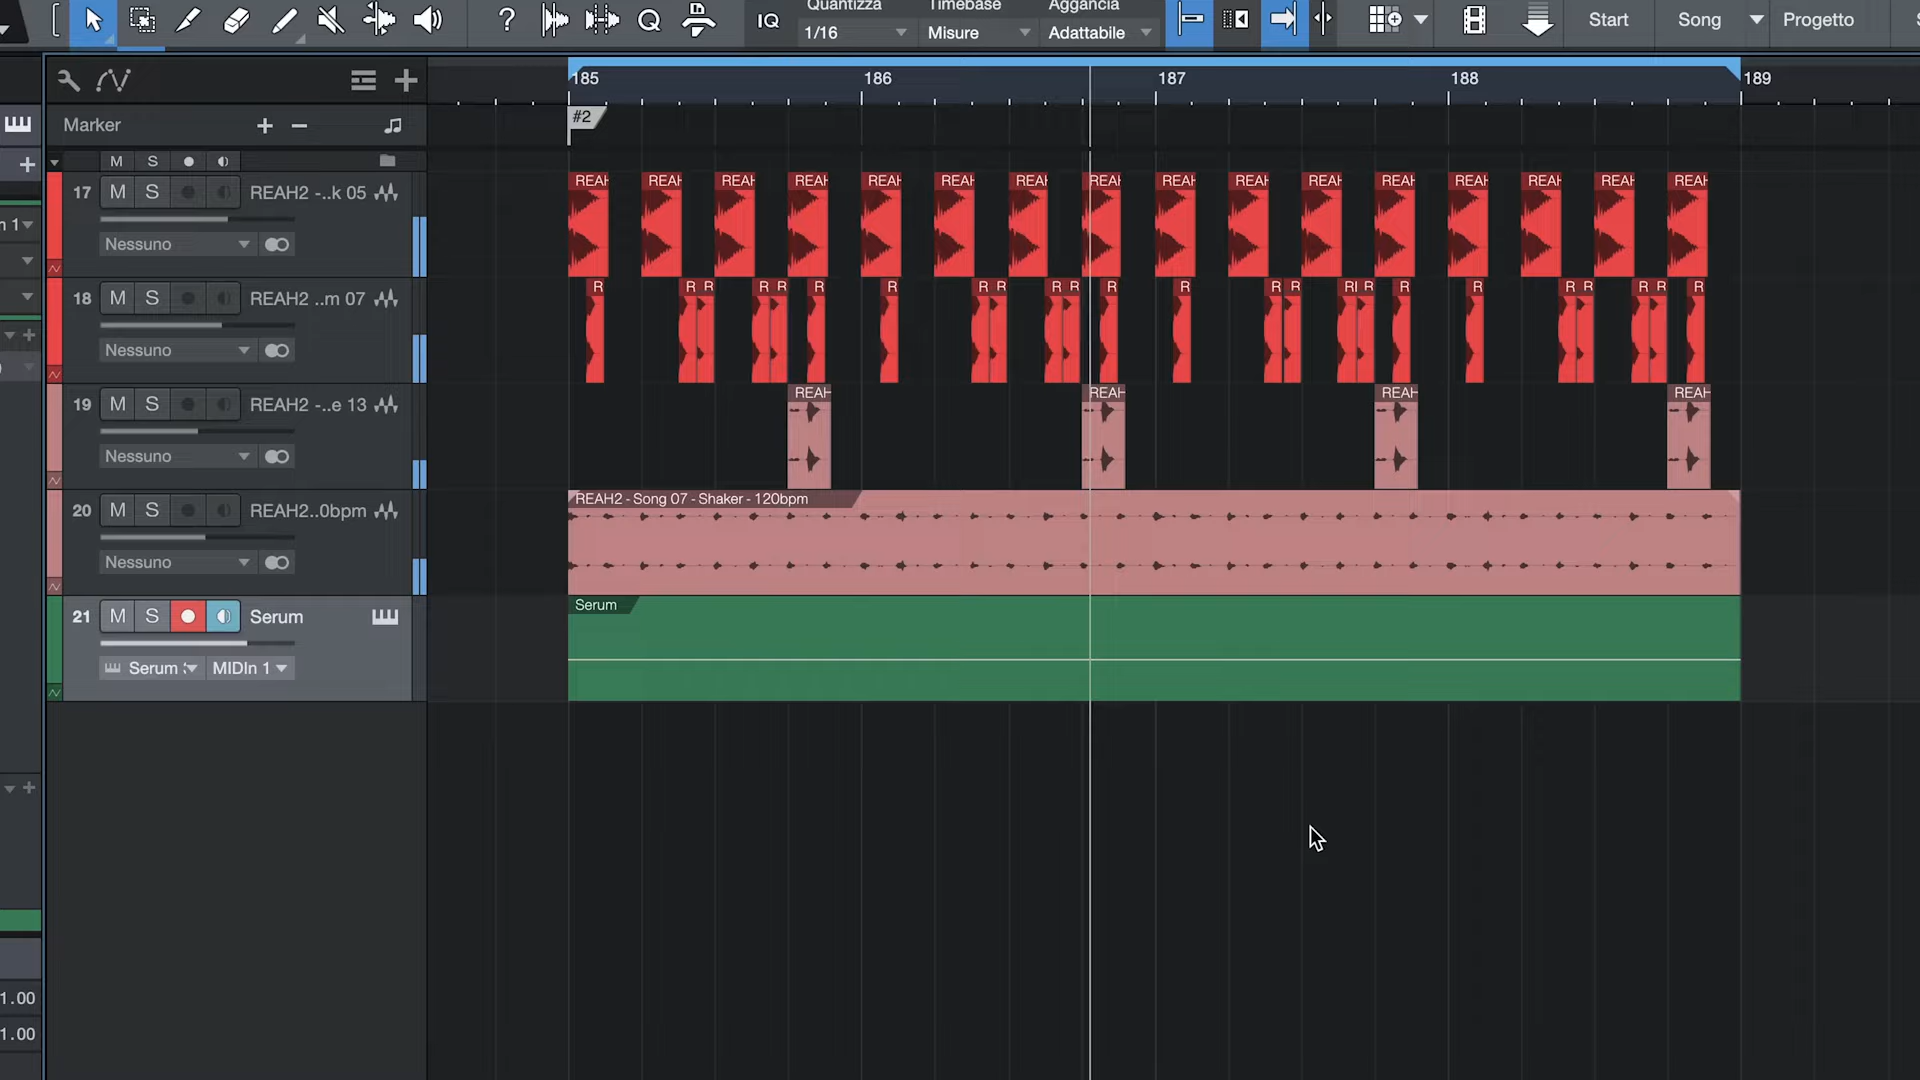 Quantizza
Timebase
Aggancia
IQ
1/16
Misure
Adattabile
Start
Song
Progetto
185
186
187
188
189
Marker
#2
M S
17 M S REAH2 -..k 05
Nessuno
18 M S REAH2 ..m 07
Nessuno
19 M S REAH2 -..e 13
Nessuno
20 M S REAH2..0bpm
Nessuno
REAH2 - Song 07 - Shaker - 120bpm
21 M S Serum
MIDIn 1
Serum
1.00
1.00